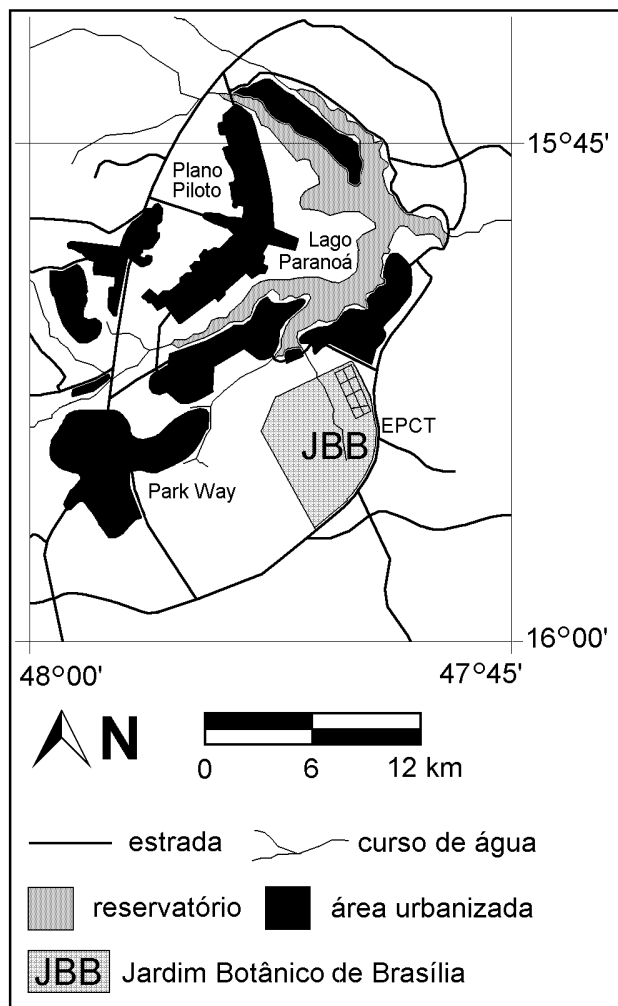 15°45'
Plano
Piloto
Lago
Paranoá
EPCT
JBB
Park Way
16°00'
48°00'
47°45'
N
0 6 12 km
estrada
curso de água
reservatório
área urbanizada
JBB
Jardim Botânico de Brasília